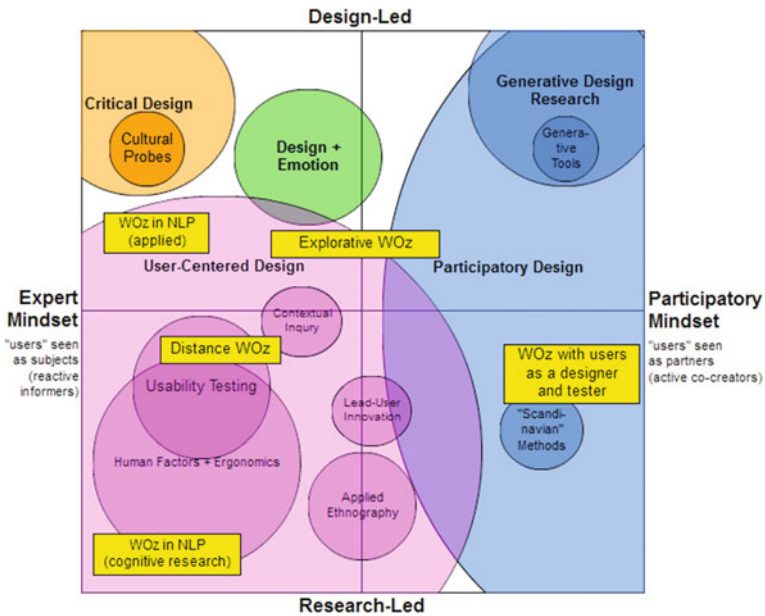 Design-Led
Generative Design
Research
Critical Design
Cultural
Probes
Design +
Emotion
Genera-
tive
Tools
WOz in NLP
(applied)
Explorative WOz
User-Centered Design
Participatory Design
Expert
Mindset
"users" seen
as subjects
(reactive
informers)
Participatory
Mindset
"users" seen
as partners
(active co-creators)
Contextual
Inqury
Distance WOz
Usability Testing
WOz with users
as a designer
and tester
Lead-User
Innovation
"Scandi-
navian"
Methods
Human Factors + Ergonomics
Applied
Ethnography
WOz in NLP
(cognitive research)
Research-Led